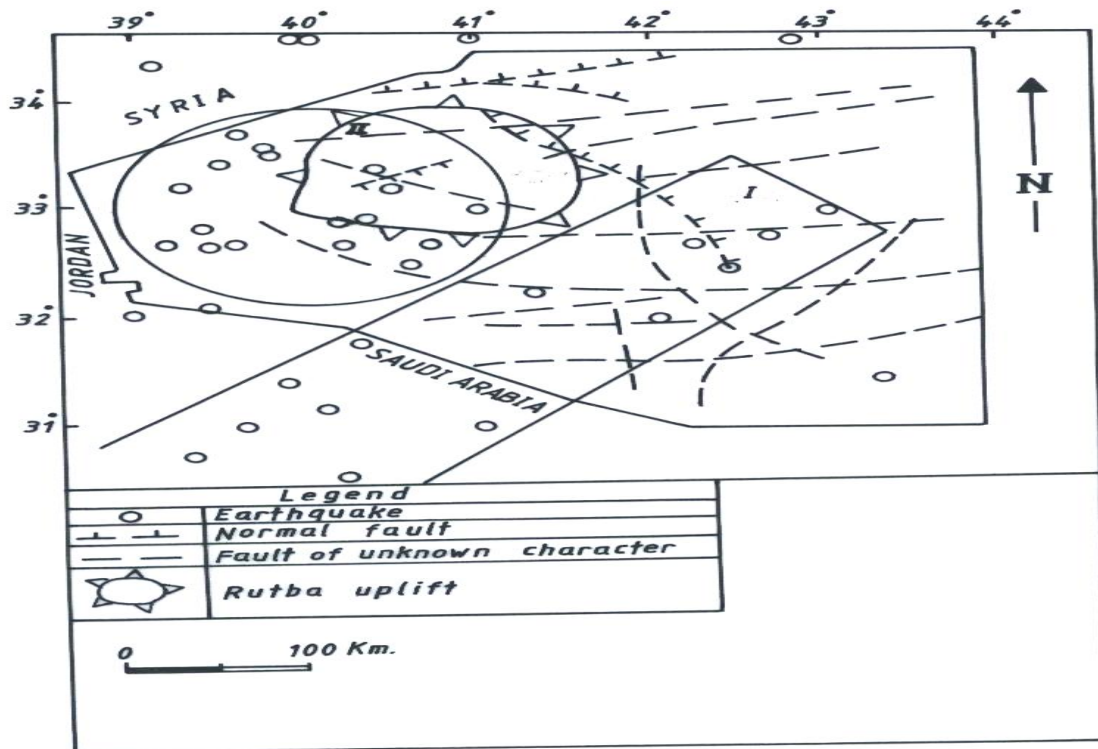 39° 40° 41° 42° 43° 44°
34°
SYRIA
II
I
33°
N
JORDAN
32°
SAUDI ARABIA
31°
Legend
Earthquake
Normal fault
Fault of unknown character
Rutba uplift
0 100 Km.